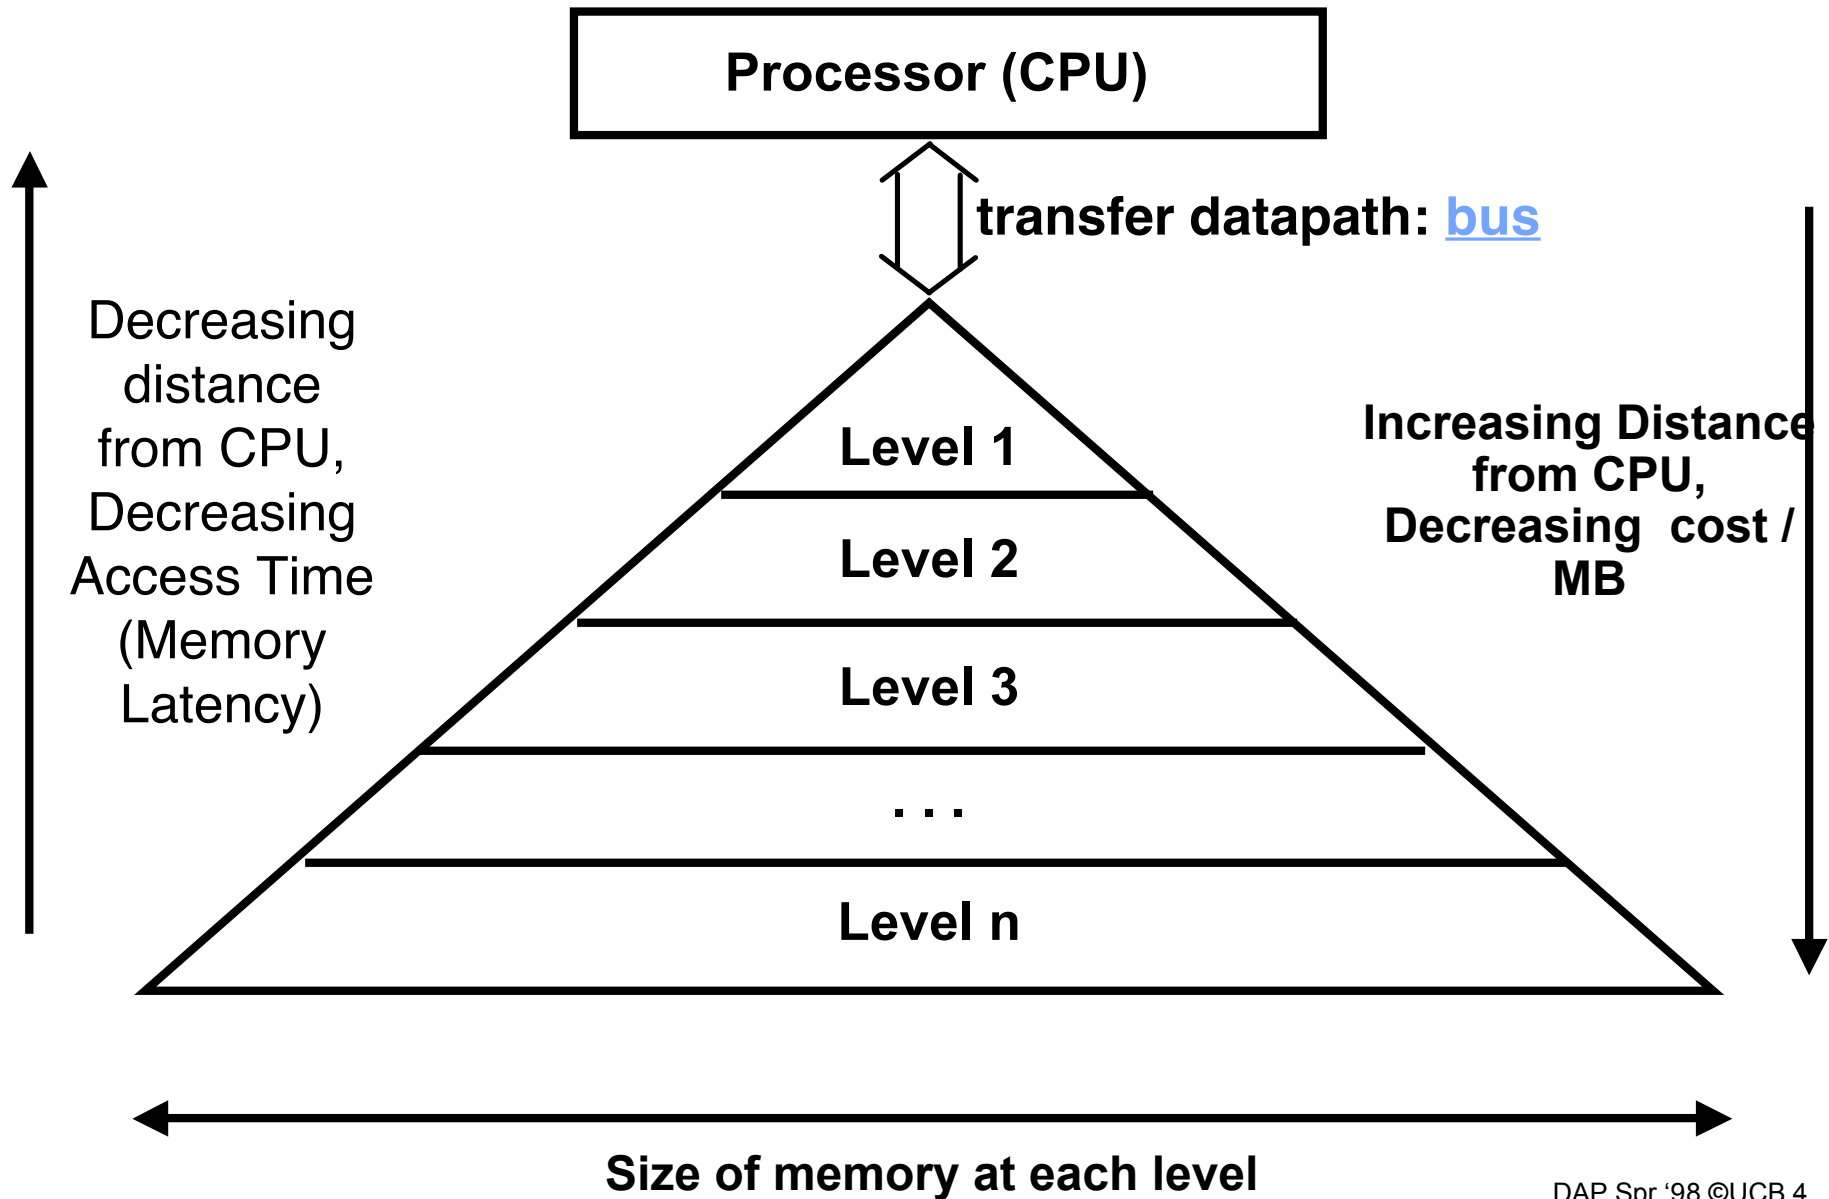 Processor (CPU)
transfer datapath: bus
Decreasing
distance
from CPU,
Decreasing
Access Time
(Memory
Latency)
Level 1
Level 2
Level 3
. . .
Level n
Increasing Distance
from CPU,
Decreasing cost /
MB
Size of memory at each level
DAP Spr ‘98 ©UCB 4